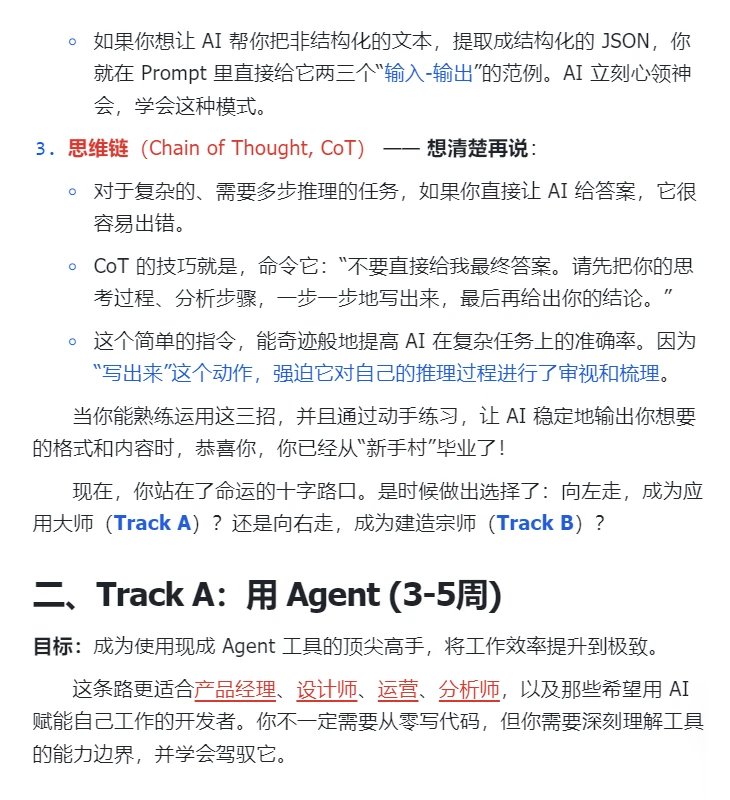 如果你想让 AI 帮你把非结构化的文本，提取成结构化的 JSON，你
就在 Prompt 里直接给它两三个“输入-输出”的范例。AI 立刻心领神
会，学会这种模式。
3. 思维链（Chain of Thought, CoT） —— 想清楚再说：
对于复杂的、需要多步推理的任务，如果你直接让 AI 给答案，它很
容易出错。
CoT 的技巧就是，命令它：“不要直接给我最终答案。请先把你的思
考过程、分析步骤，一步一步地写出来，最后再给出你的结论。”
这个简单的指令，能奇迹般地提高 AI 在复杂任务上的准确率。因为
“写出来”这个动作，强迫它对自己的推理过程进行了审视和梳理。
当你能熟练运用这三招，并且通过动手练习，让 AI 稳定地输出你想要
的格式和内容时，恭喜你，你已经从“新手村”毕业了！
现在，你站在了命运的十字路口。是时候做出选择了：向左走，成为应
用大师（Track A）？还是向右走，成为建造宗师（Track B）？
二、Track A：用 Agent (3-5周)
目标：成为使用现成 Agent 工具的顶尖高手，将工作效率提升到极致。
这条路更适合产品经理、设计师、运营、分析师，以及那些希望用 AI
赋能自己工作的开发者。你不一定需要从零写代码，但你需要深刻理解工具
的能力边界，并学会驾驭它。